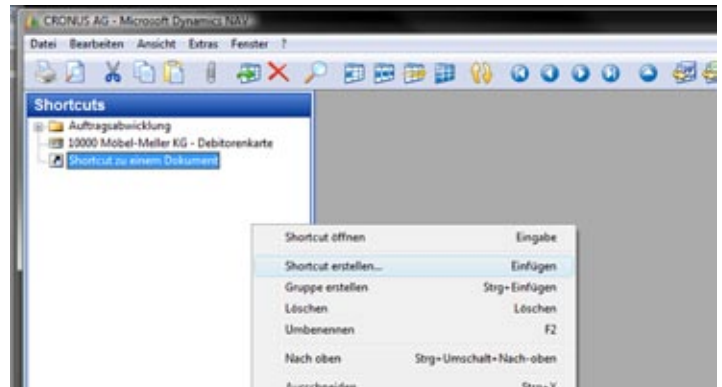 CRONUS AG - Microsoft Dynamics NAV
Datei Bearbeiten Ansicht Extras Fenster ?
Shortcuts
Auftragsabwicklung
10000 Möbel-Meller KG - Debitorenkarte
Shortcut zu einem Dokument
Shortcut öffnen Eingabe
Shortcut erstellen... Einfügen
Gruppe erstellen Strg+Einfügen
Löschen Löschen
Umbenennen F2
Nach oben Strg+Umschalt+Nach-oben
Ausschneiden Strg+X